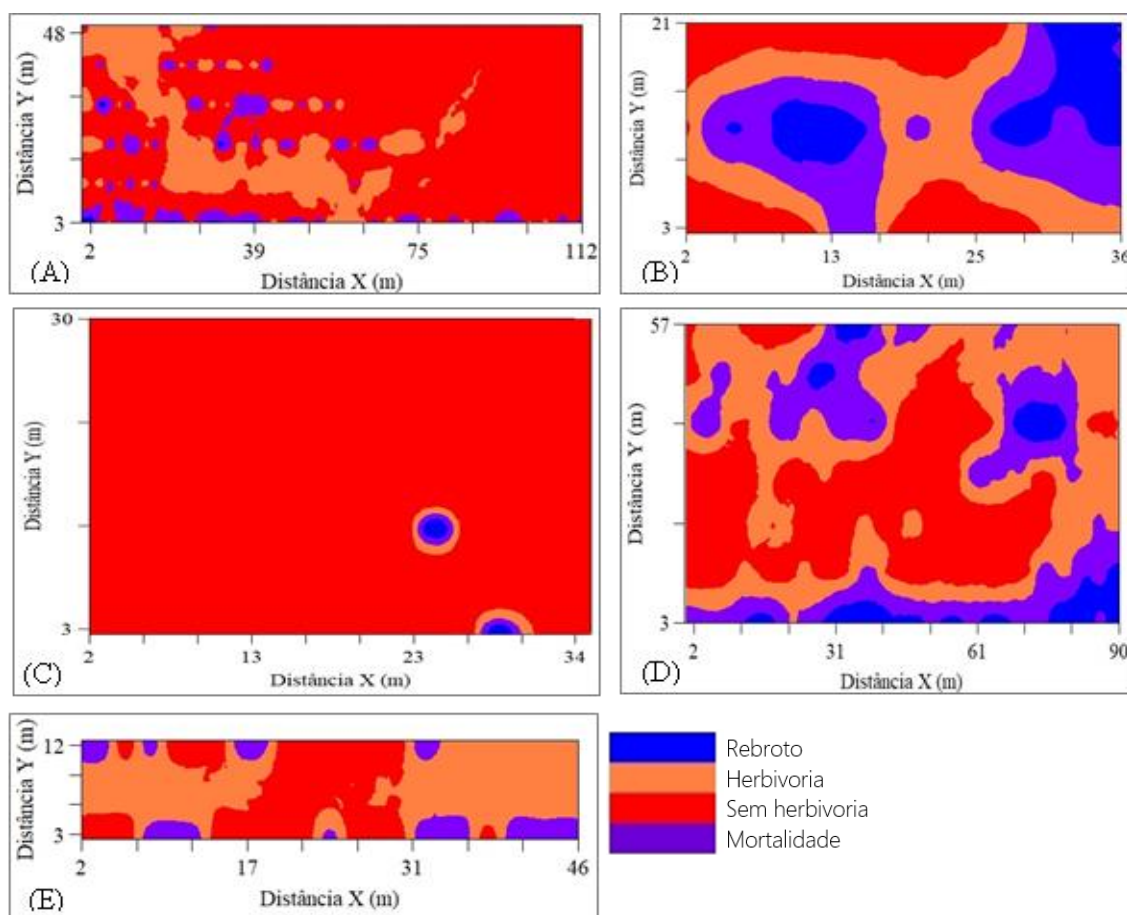 48
Distância Y (m)
3
2 39 75 112
(A)
Distância X (m)
21
Distância Y (m)
3
2 13 25 36
(B)
Distância X (m)
30
Distância Y (m)
3
2 13 23 34
(C)
Distância X (m)
57
Distância Y (m)
3
2 31 61 90
(D)
Distância X (m)
12
Distância Y (m)
3
2 17 31 46
(E)
Distância X (m)
Rebroto
Herbivoria
Sem herbivoria
Mortalidade